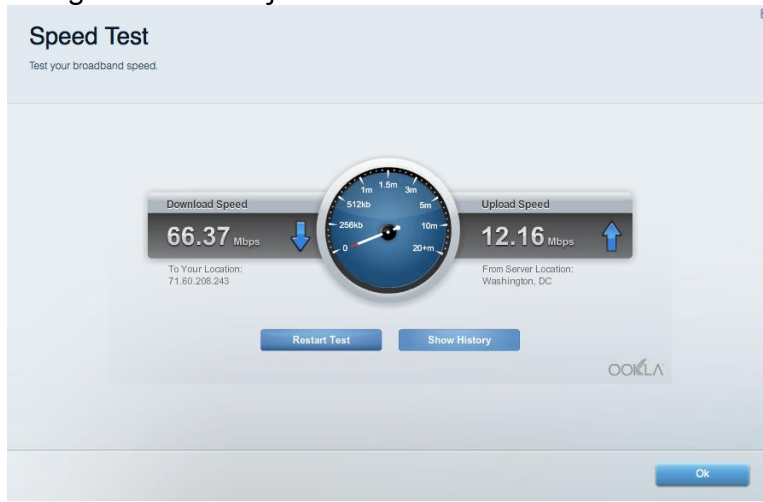 Speed Test
Test your broadband speed.
Download Speed
66.37 Mbps
To Your Location:
71.60.208.243
0
256kb
512kb
1m
1.5m
3m
5m
10m
20+m
Upload Speed
12.16 Mbps
From Server Location:
Washington, DC
Restart Test
Show History
OOKLA
Ok